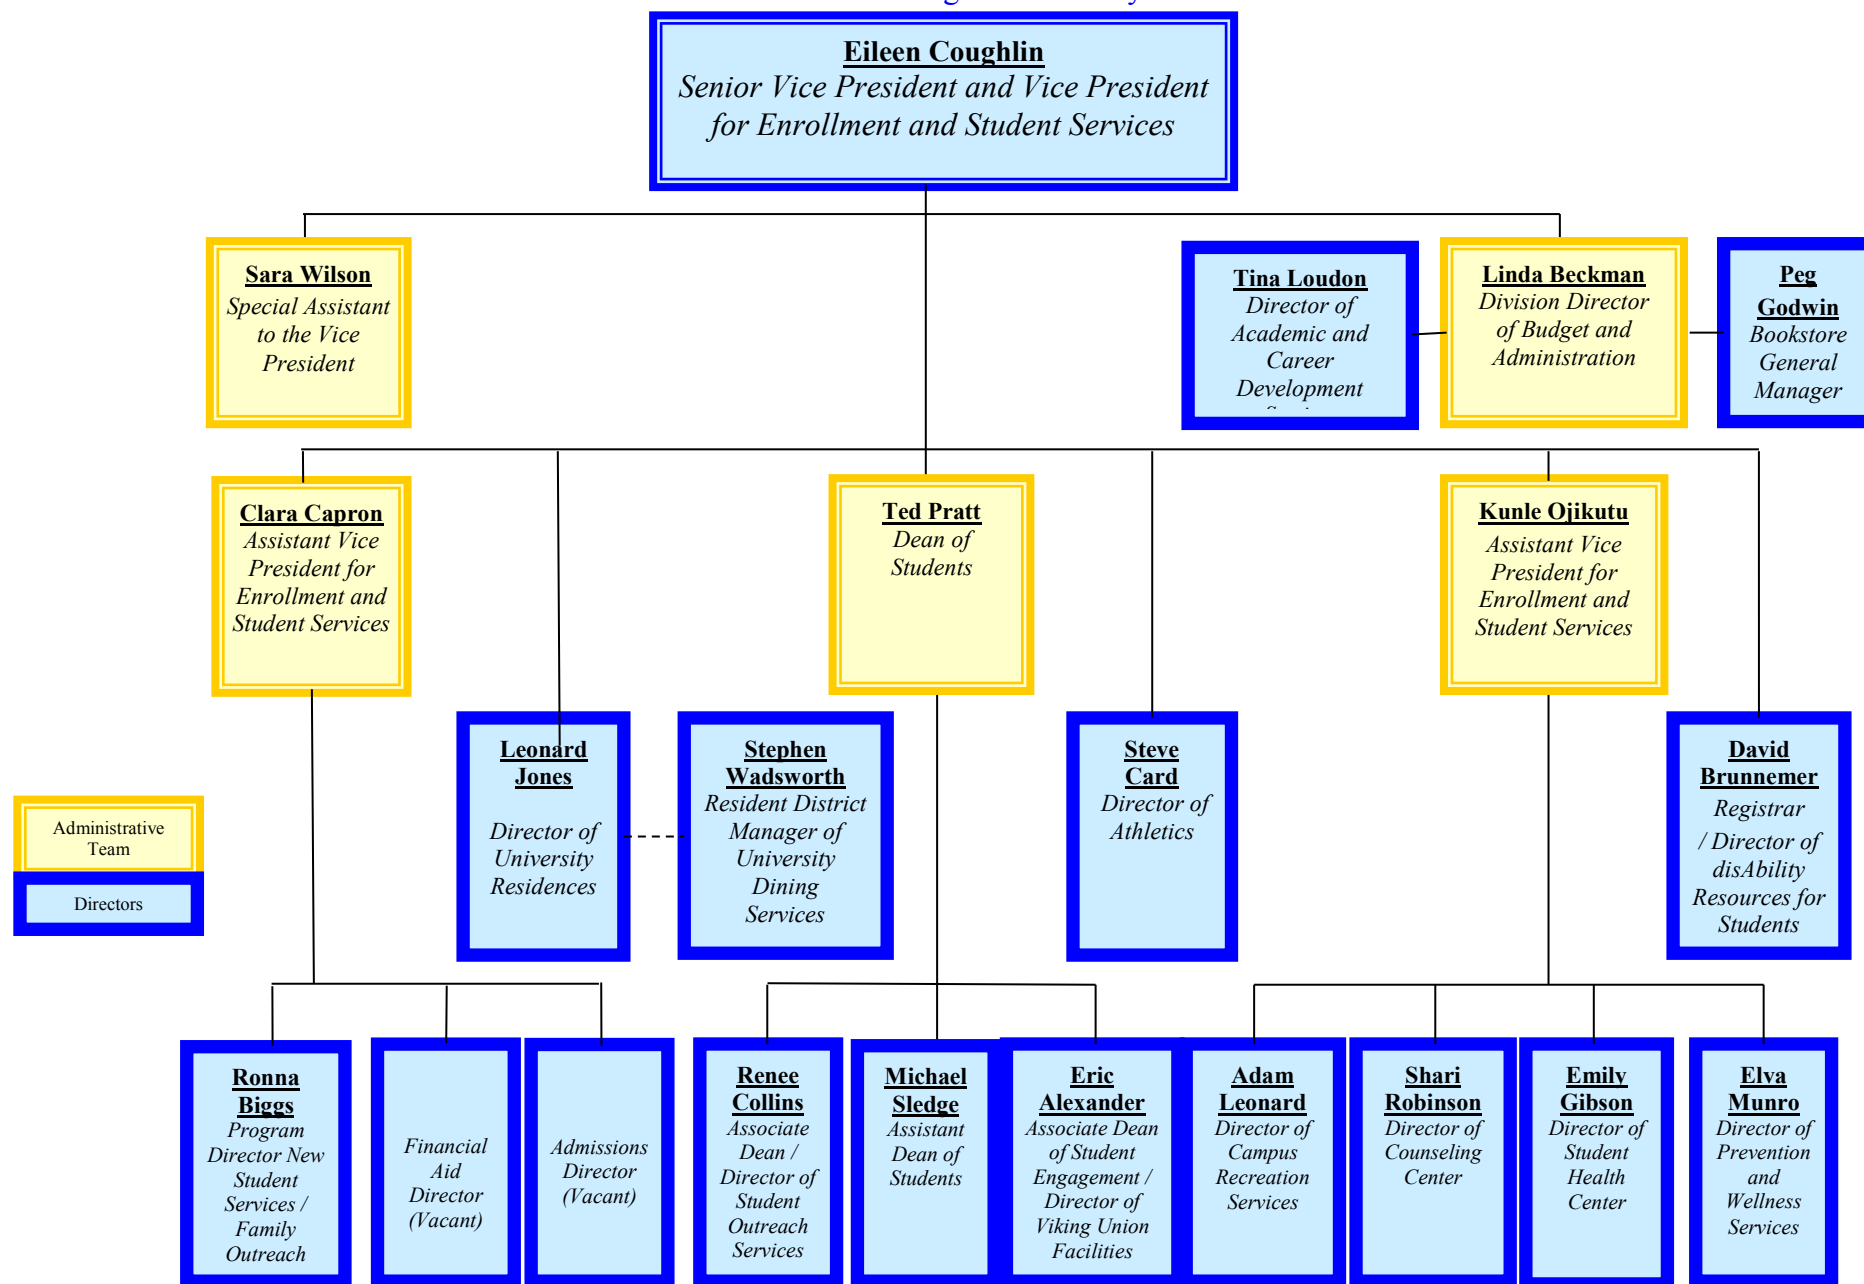 Eileen Coughlin
Senior Vice President and Vice President
for Enrollment and Student Services
Sara Wilson
Special Assistant
to the Vice
President
Tina Loudon
Director of
Academic and
Career
Development
Linda Beckman
Division Director
of Budget and
Administration
Peg
Godwin
Bookstore
General
Manager
Clara Capron
Assistant Vice
President for
Enrollment and
Student Services
Ted Pratt
Dean of
Students
Kunle Ojikutu
Assistant Vice
President for
Enrollment and
Student Services
Leonard
Jones
Director of
University
Residences
Stephen
Wadsworth
Resident District
Manager of
University
Dining
Services
Steve
Card
Director of
Athletics
David
Brunnemer
Registrar
/ Director of
disAbility
Resources for
Students
Administrative
Team
Directors
Ronna
Biggs
Program
Director New
Student
Services /
Family
Outreach
Financial
Aid
Director
(Vacant)
Admissions
Director
(Vacant)
Renee
Collins
Associate
Dean /
Director of
Student
Outreach
Services
Michael
Sledge
Assistant
Dean of
Students
Eric
Alexander
Associate Dean
of Student
Engagement /
Director of
Viking Union
Facilities
Adam
Leonard
Director of
Campus
Recreation
Services
Shari
Robinson
Director of
Counseling
Center
Emily
Gibson
Director of
Student
Health
Center
Elva
Munro
Director of
Prevention
and
Wellness
Services